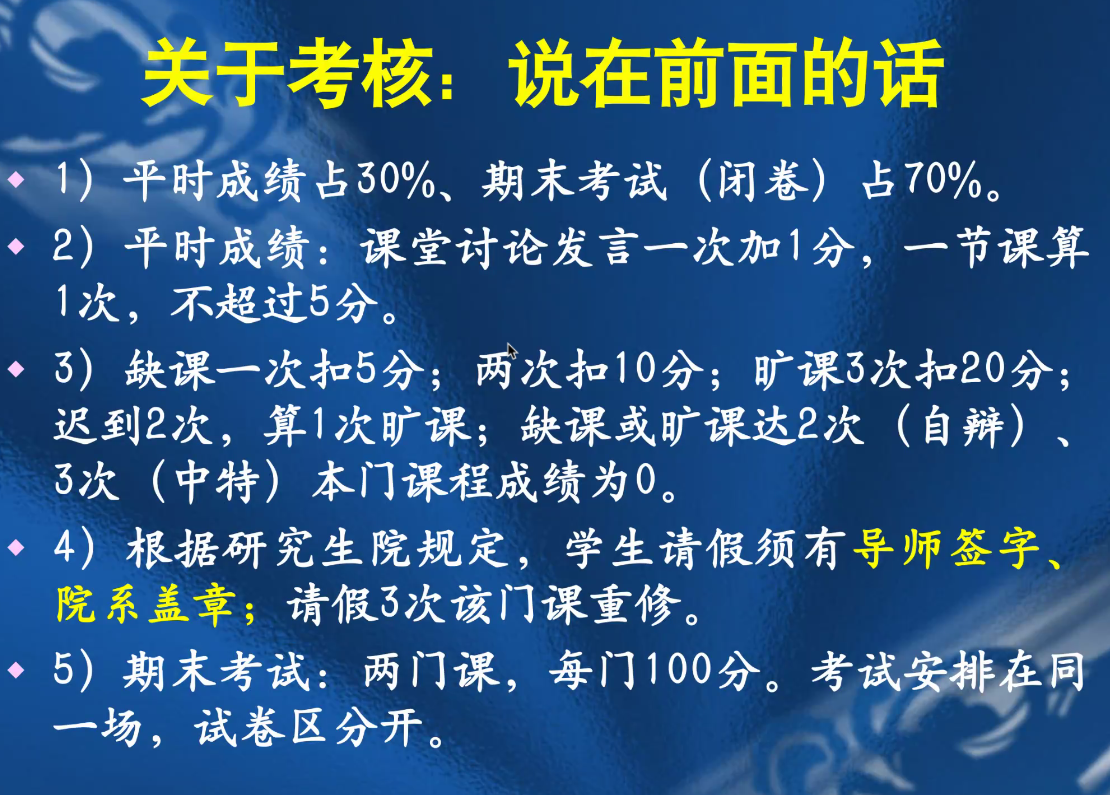 关于考核：说在前面的话
1）平时成绩占30%、期末考试（闭卷）占70%。
2）平时成绩：课堂讨论发言一次加1分，一节课算
1次，不超过5分。
3）缺课一次扣5分；两次扣10分；旷课3次扣20分；
迟到2次，算1次旷课；缺课或旷课达2次（自辩）、
3次（中特）本门课程成绩为0。
4）根据研究生院规定，学生请假须有导师签字、
院系盖章；请假3次该门课重修。
5）期末考试：两门课，每门100分。考试安排在同
一场，试卷区分开。